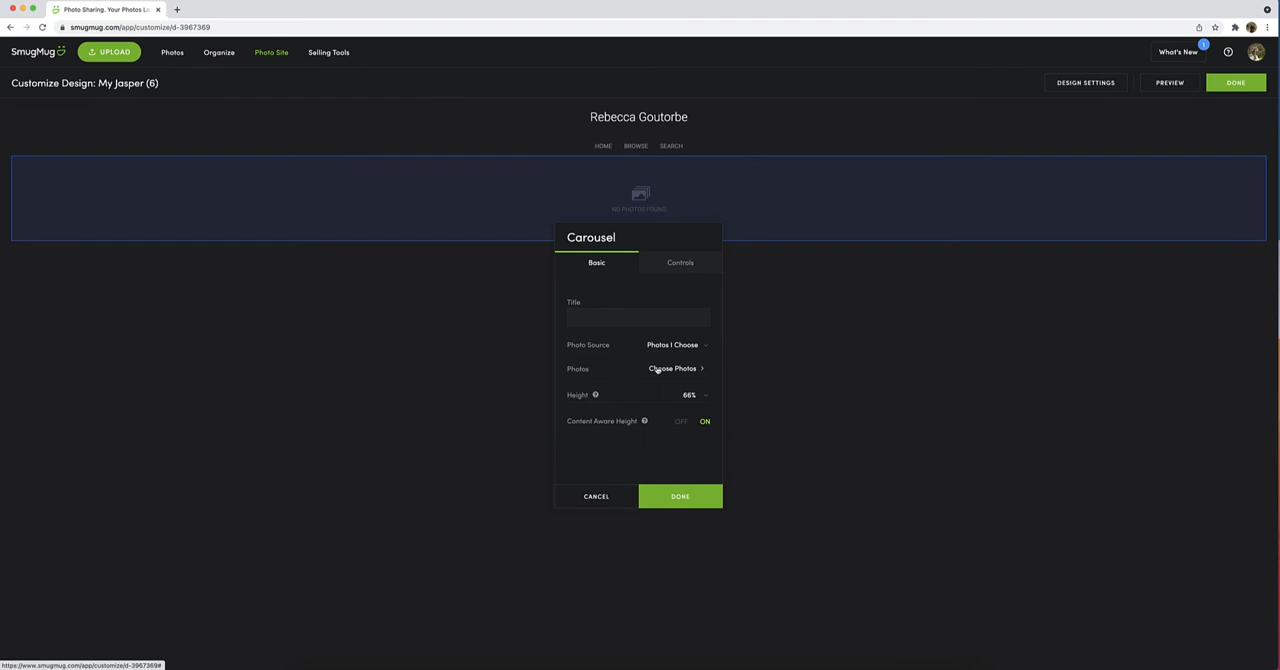 Photo Sharing. Your Photos Lo
smugmug.com/app/customize/d-3967369
SmugMug
UPLOAD
Photos
Organize
Photo Site
Selling Tools
What's New
1
Customize Design: My Jasper (6)
DESIGN SETTINGS
PREVIEW
DONE
Rebecca Goutorbe
HOME BROWSE SEARCH
NO PHOTOS FOUND
Carousel
Basic
Controls
Title
Photo Source Photos I Choose
Photos Choose Photos
Height 66%
Content Aware Height OFF ON
CANCEL
DONE
https://www.smugmug.com/app/customize/d-3967369#